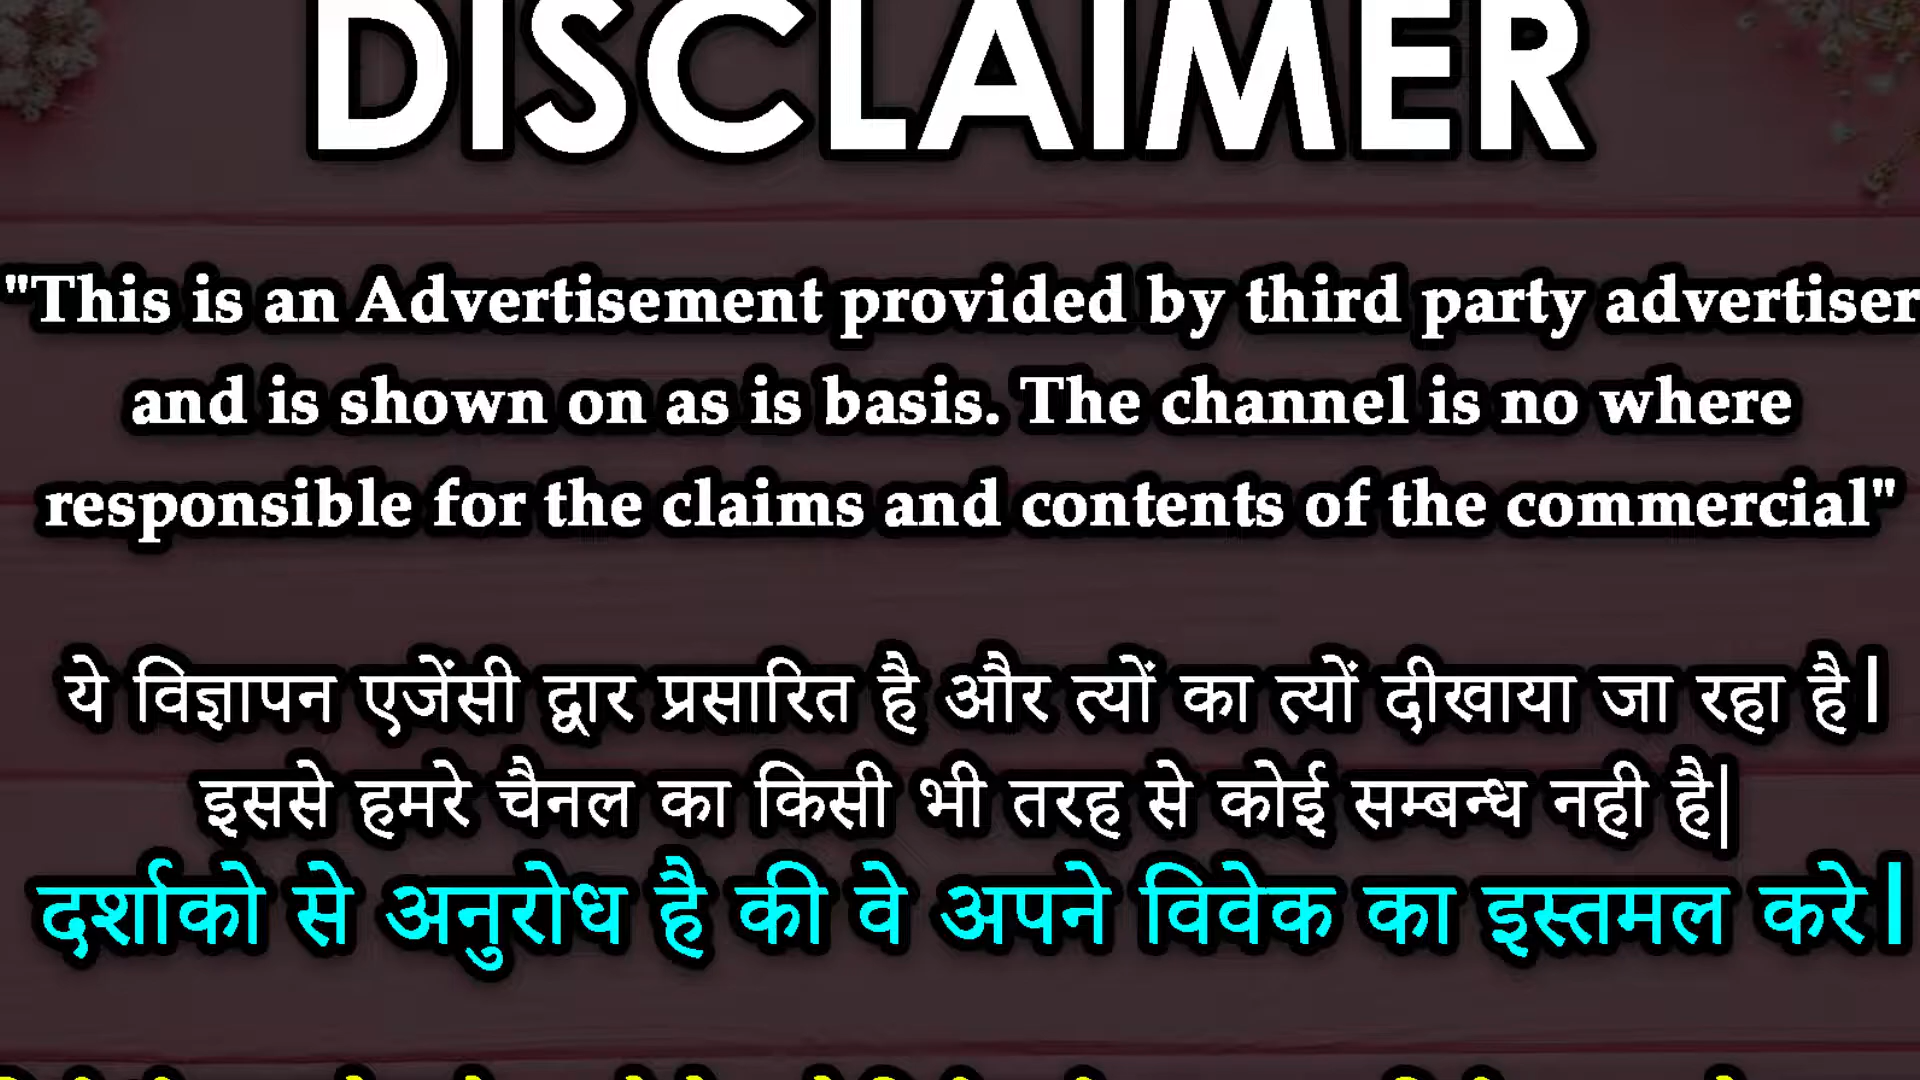 DISCLAIMER
"This is an Advertisement provided by third party advertiser
and is shown on as is basis. The channel is no where
responsible for the claims and contents of the commercial"
ये विज्ञापन एजेंसी द्वार प्रसारित है और त्यों का त्यों दीखाया जा रहा है।
इससे हमरे चैनल का किसी भी तरह से कोई सम्बन्ध नही है|
दर्शाको से अनुरोध है की वे अपने विवेक का इस्तमल करे।